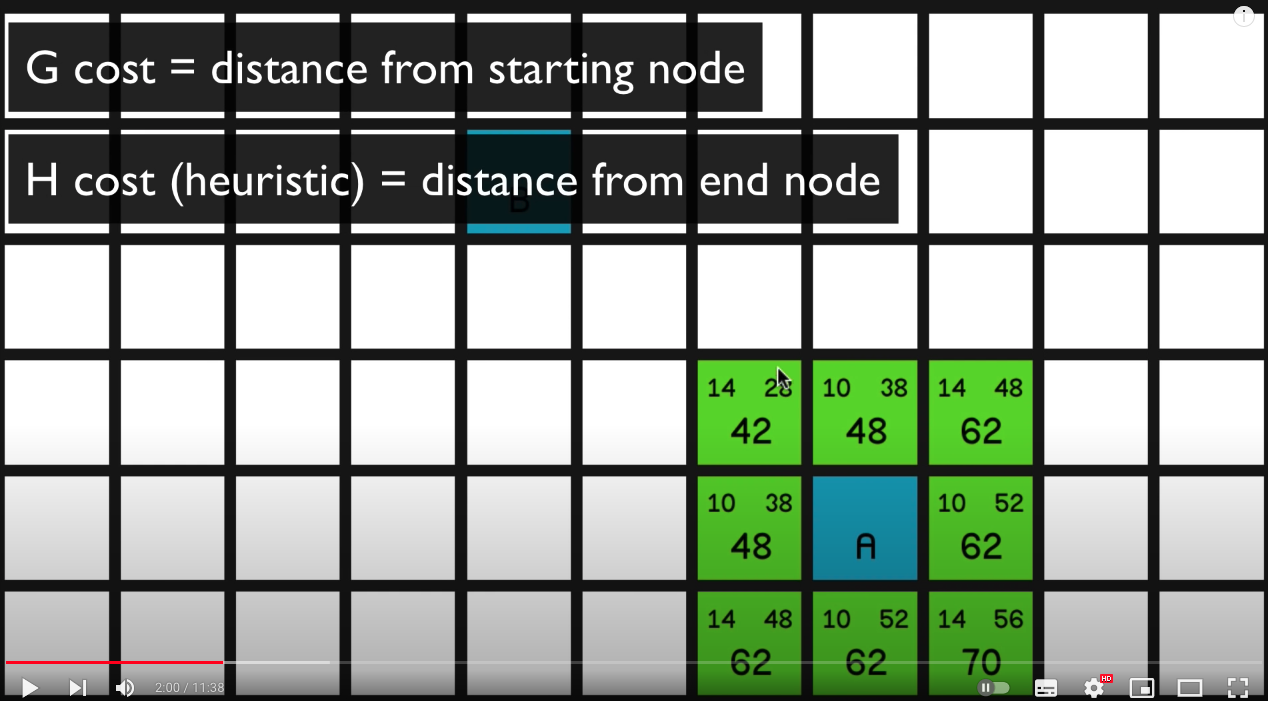 G cost = distance from starting node
H cost (heuristic) = distance from end node
B
14 28 10 38 14 48
42 48 62
10 38 10 52
48 A 62
14 48 10 52 14 56
62 62 70
2:00 / 11:38
HD